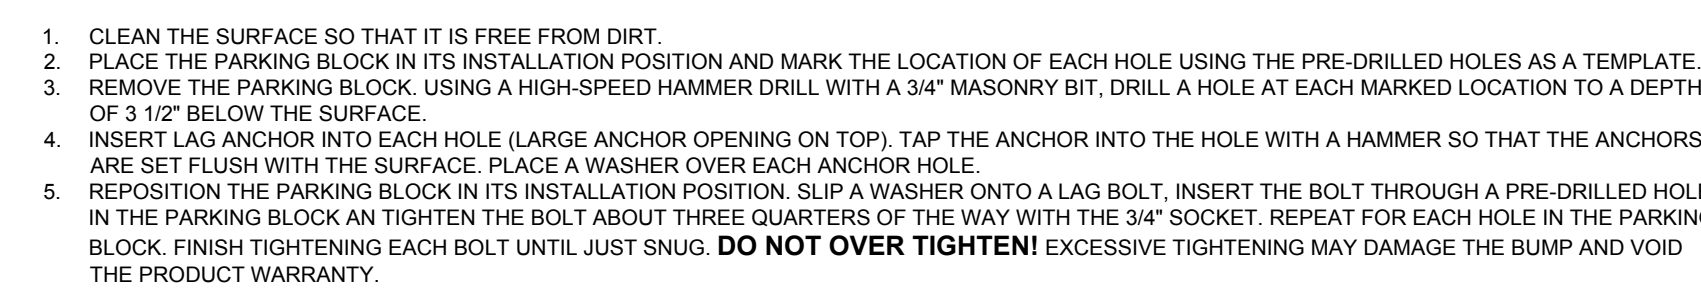 1. CLEAN THE SURFACE SO THAT IT IS FREE FROM DIRT.
2. PLACE THE PARKING BLOCK IN ITS INSTALLATION POSITION AND MARK THE LOCATION OF EACH HOLE USING THE PRE-DRILLED HOLES AS A TEMPLATE.
3. REMOVE THE PARKING BLOCK. USING A HIGH-SPEED HAMMER DRILL WITH A 3/4" MASONRY BIT, DRILL A HOLE AT EACH MARKED LOCATION TO A DEPTH
OF 3 1/2" BELOW THE SURFACE.
4. INSERT LAG ANCHOR INTO EACH HOLE (LARGE ANCHOR OPENING ON TOP). TAP THE ANCHOR INTO THE HOLE WITH A HAMMER SO THAT THE ANCHORS
ARE SET FLUSH WITH THE SURFACE. PLACE A WASHER OVER EACH ANCHOR HOLE.
5. REPOSITION THE PARKING BLOCK IN ITS INSTALLATION POSITION. SLIP A WASHER ONTO A LAG BOLT, INSERT THE BOLT THROUGH A PRE-DRILLED HOLE
IN THE PARKING BLOCK AN TIGHTEN THE BOLT ABOUT THREE QUARTERS OF THE WAY WITH THE 3/4" SOCKET. REPEAT FOR EACH HOLE IN THE PARKING
BLOCK. FINISH TIGHTENING EACH BOLT UNTIL JUST SNUG. DO NOT OVER TIGHTEN! EXCESSIVE TIGHTENING MAY DAMAGE THE BUMP AND VOID
THE PRODUCT WARRANTY.